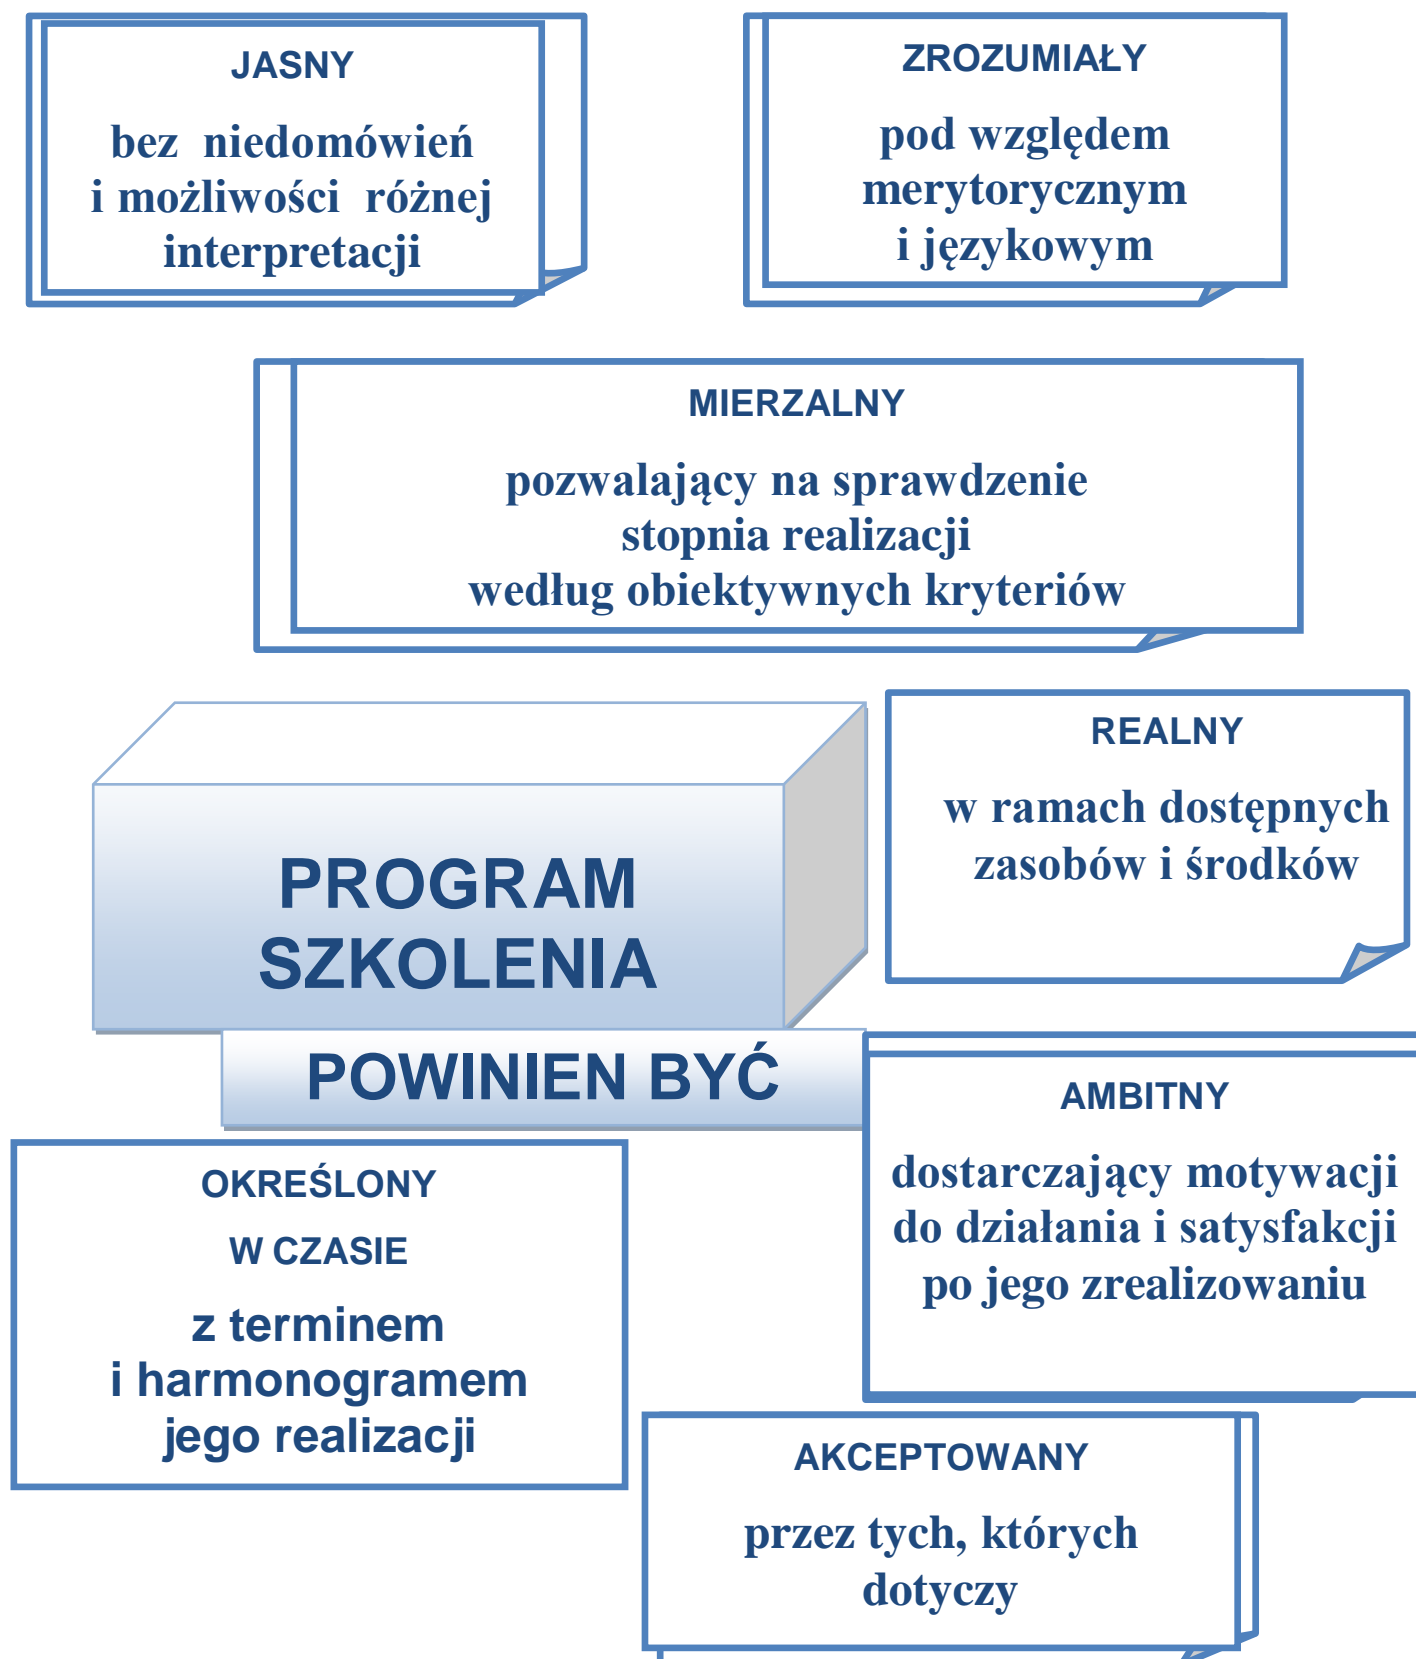 JASNY
bez niedomówień
i możliwości różnej
interpretacji
ZROZUMIAŁY
pod względem
merytorycznym
i językowym
MIERZALNY
pozwalający na sprawdzenie
stopnia realizacji
według obiektywnych kryteriów
REALNY
w ramach dostępnych
zasobów i środków
PROGRAM
SZKOLENIA
POWINIEN BYĆ
AMBITNY
dostarczający motywacji
do działania i satysfakcji
po jego zrealizowaniu
OKREŚLONY
W CZASIE
z terminem
i harmonogramem
jego realizacji
AKCEPTOWANY
przez tych, których
dotyczy